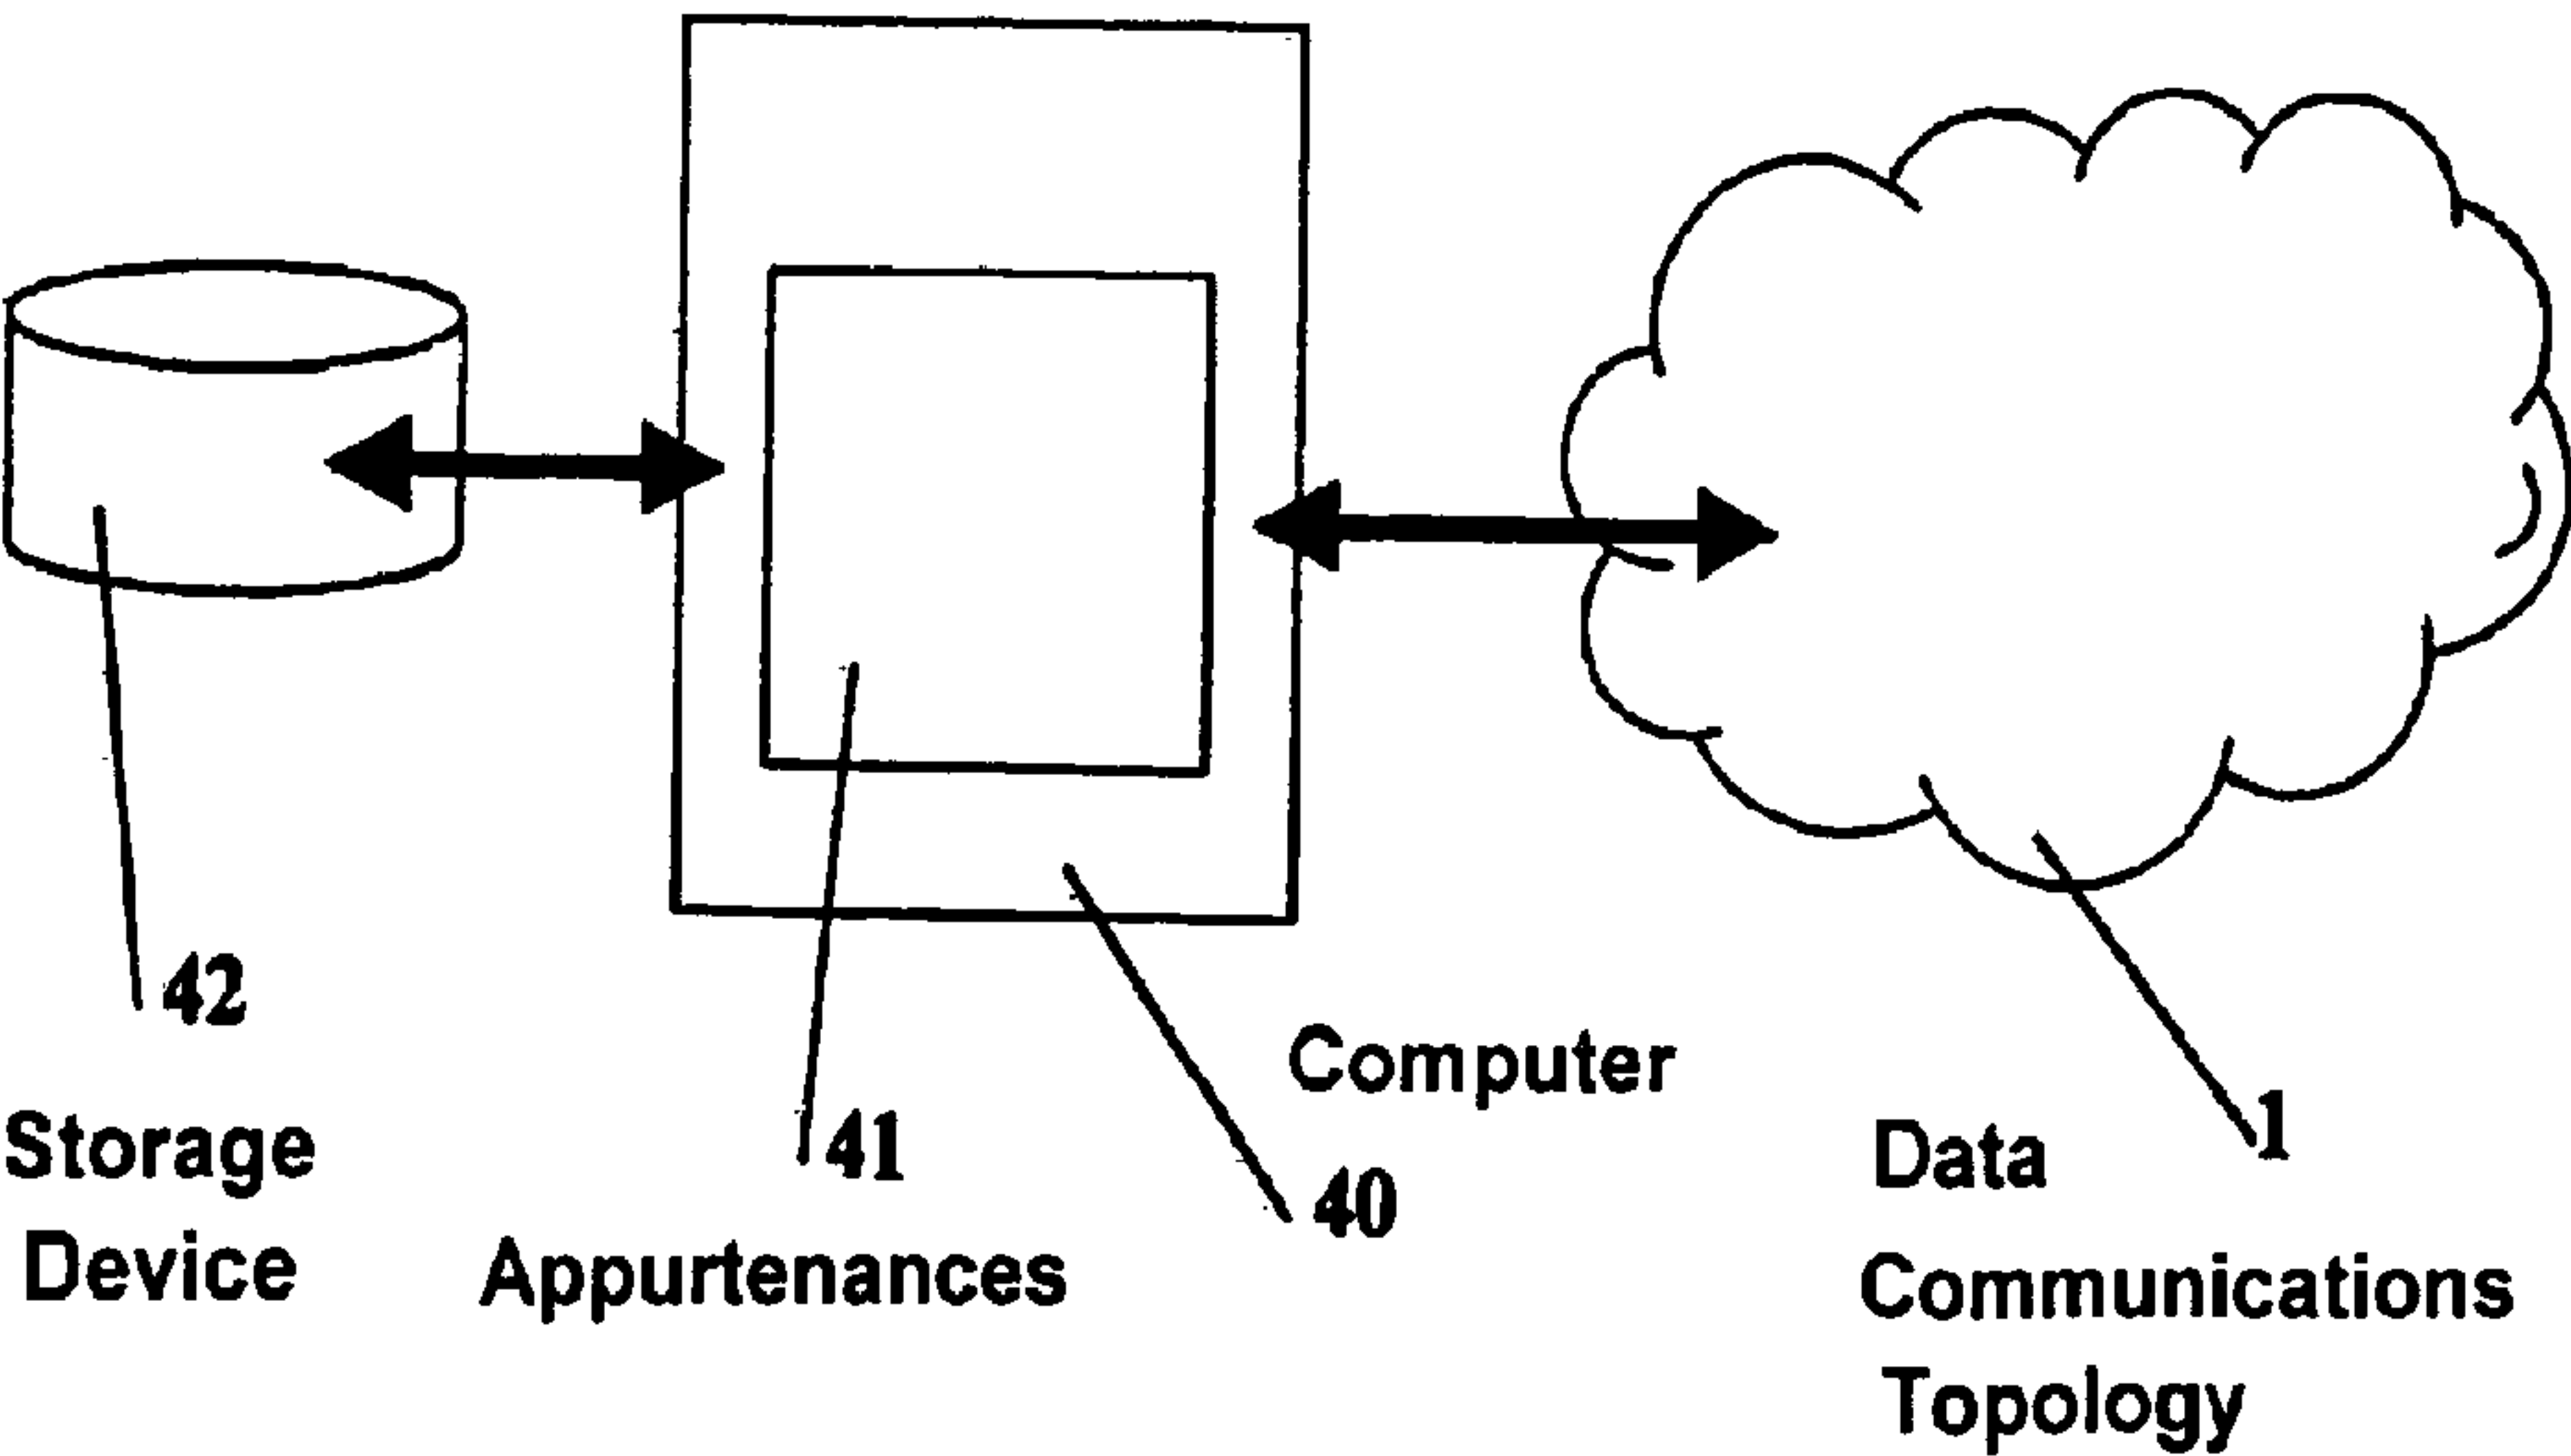 42
Storage
Device
41
Appurtenances
Computer
40
1
Data
Communications
Topology